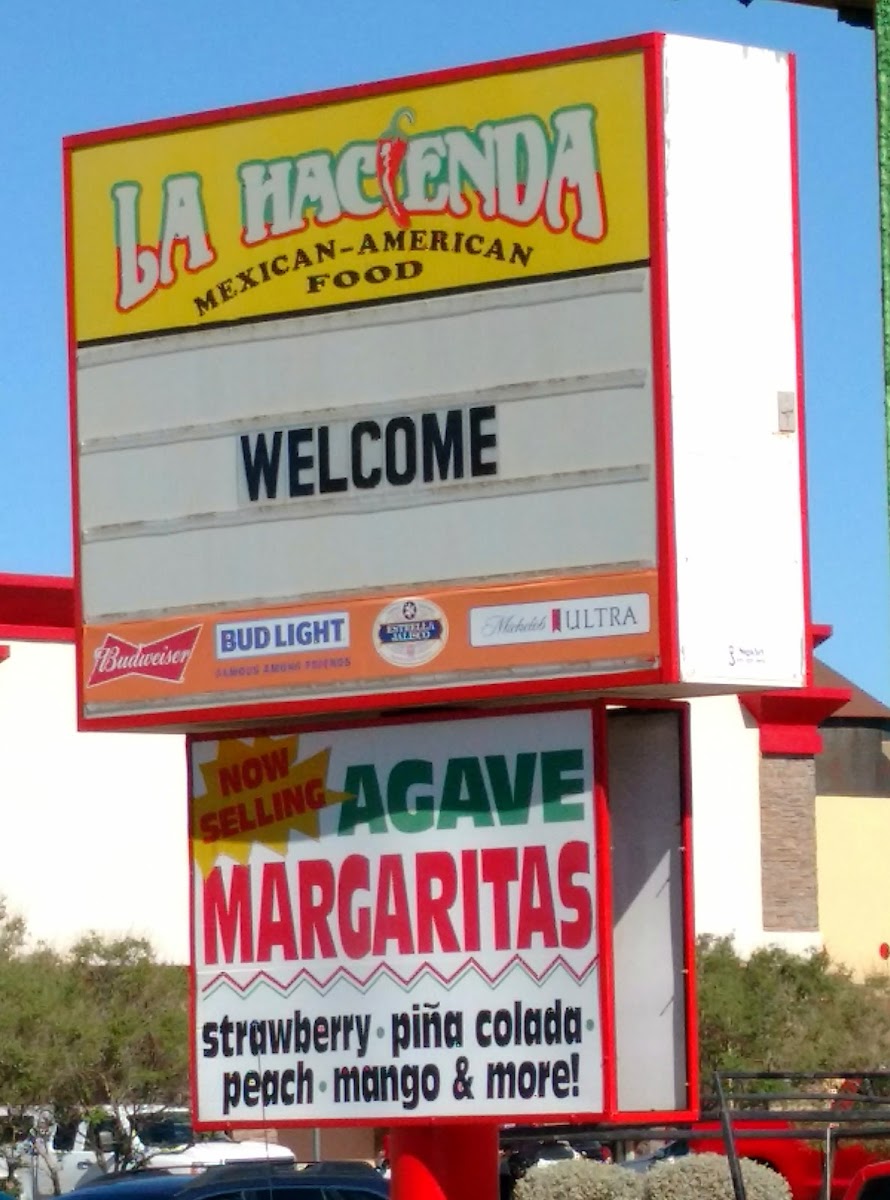 LA HACIENDA
MEXICAN-AMERICAN
FOOD
WELCOME
Budweiser
BUD LIGHT
FAMOUS AMONG FRIENDS
ESTRELLA
JALISCO
Michelob ULTRA
NOW
SELLING
AGAVE
MARGARITAS
strawberry • piña colada •
peach • mango & more!